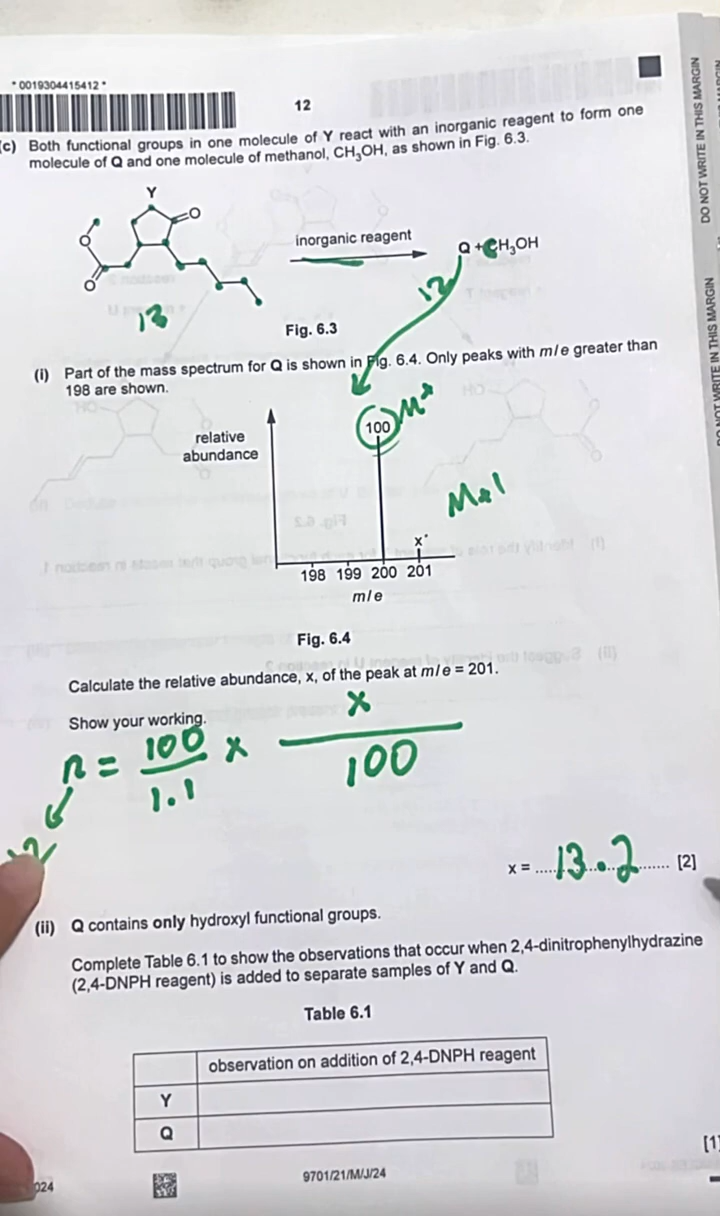 * 0019304415412 *
12
(c) Both functional groups in one molecule of Y react with an inorganic reagent to form one
molecule of Q and one molecule of methanol, CH₃OH, as shown in Fig. 6.3.
Y
O
O
O
inorganic reagent
Q + CH₃OH
13
12
Fig. 6.3
(i) Part of the mass spectrum for Q is shown in Fig. 6.4. Only peaks with m/e greater than
198 are shown.
relative
abundance
100
M+
M+1
x
198 199 200 201
m/e
Fig. 6.4
Calculate the relative abundance, x, of the peak at m/e = 201.
Show your working.
n = 100/1.1 × x/100
12
x = 13.2 [2]
(ii) Q contains only hydroxyl functional groups.
Complete Table 6.1 to show the observations that occur when 2,4-dinitrophenylhydrazine
(2,4-DNPH reagent) is added to separate samples of Y and Q.
Table 6.1
observation on addition of 2,4-DNPH reagent
Y
Q
[1]
024
9701/21/M/J/24
DO NOT WRITE IN THIS MARGIN
DO NOT WRITE IN THIS MARGIN